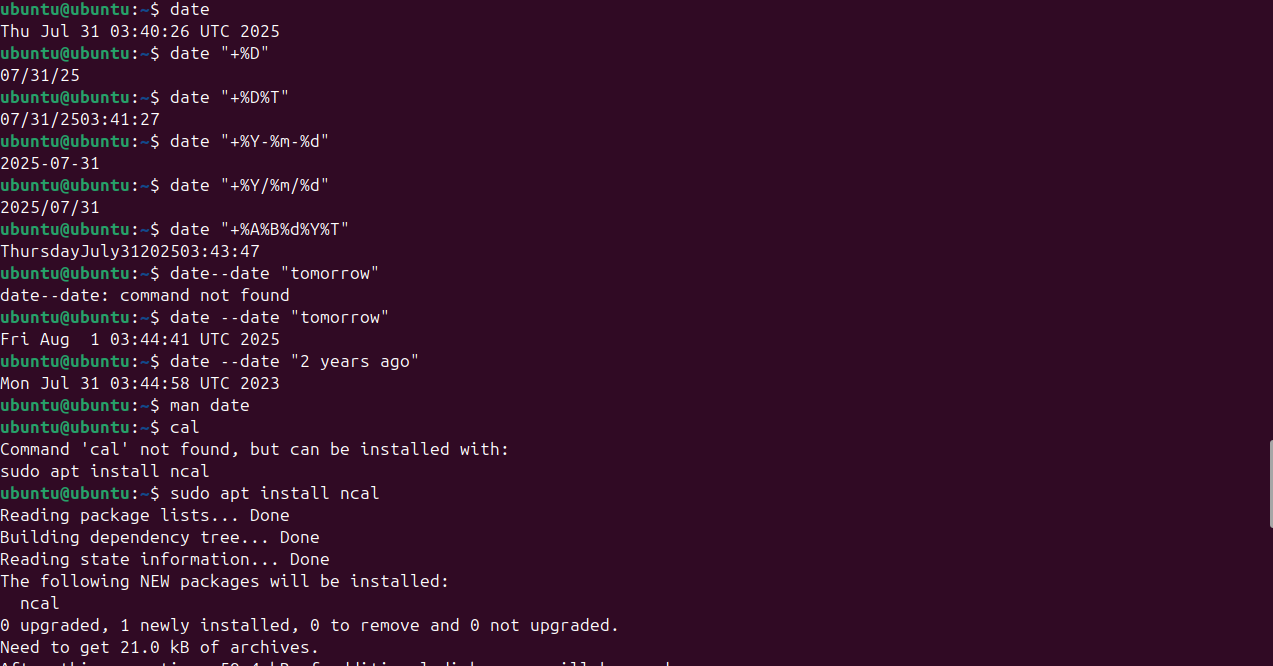 ubuntu@ubuntu:~$ date
Thu Jul 31 03:40:26 UTC 2025
ubuntu@ubuntu:~$ date "+%D"
07/31/25
ubuntu@ubuntu:~$ date "+%D%T"
07/31/2503:41:27
ubuntu@ubuntu:~$ date "+%Y-%m-%d"
2025-07-31
ubuntu@ubuntu:~$ date "+%Y/%m/%d"
2025/07/31
ubuntu@ubuntu:~$ date "+%A%B%d%Y%T"
ThursdayJuly31202503:43:47
ubuntu@ubuntu:~$ date--date "tomorrow"
date--date: command not found
ubuntu@ubuntu:~$ date --date "tomorrow"
Fri Aug  1 03:44:41 UTC 2025
ubuntu@ubuntu:~$ date --date "2 years ago"
Mon Jul 31 03:44:58 UTC 2023
ubuntu@ubuntu:~$ man date
ubuntu@ubuntu:~$ cal
Command 'cal' not found, but can be installed with:
sudo apt install ncal
ubuntu@ubuntu:~$ sudo apt install ncal
Reading package lists... Done
Building dependency tree... Done
Reading state information... Done
The following NEW packages will be installed:
  ncal
0 upgraded, 1 newly installed, 0 to remove and 0 not upgraded.
Need to get 21.0 kB of archives.